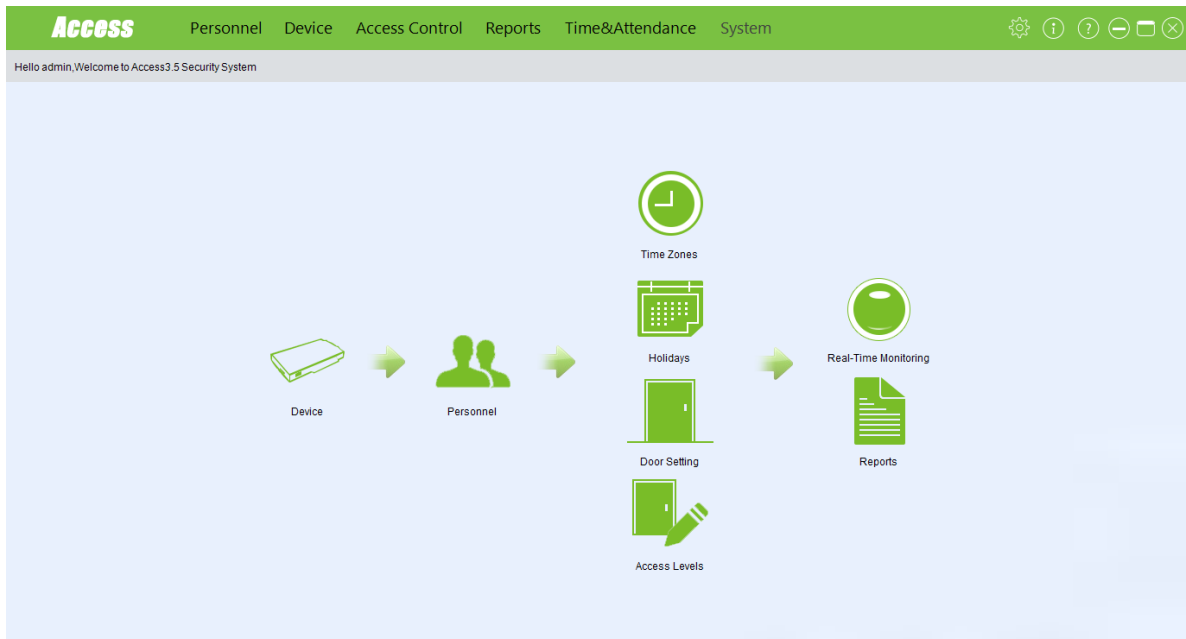 Access Personnel Device Access Control Reports Time&Attendance System
Hello admin,Welcome to Access3.5 Security System
Time Zones
Holidays
Real-Time Monitoring
Device
Personnel
Door Setting
Reports
Access Levels